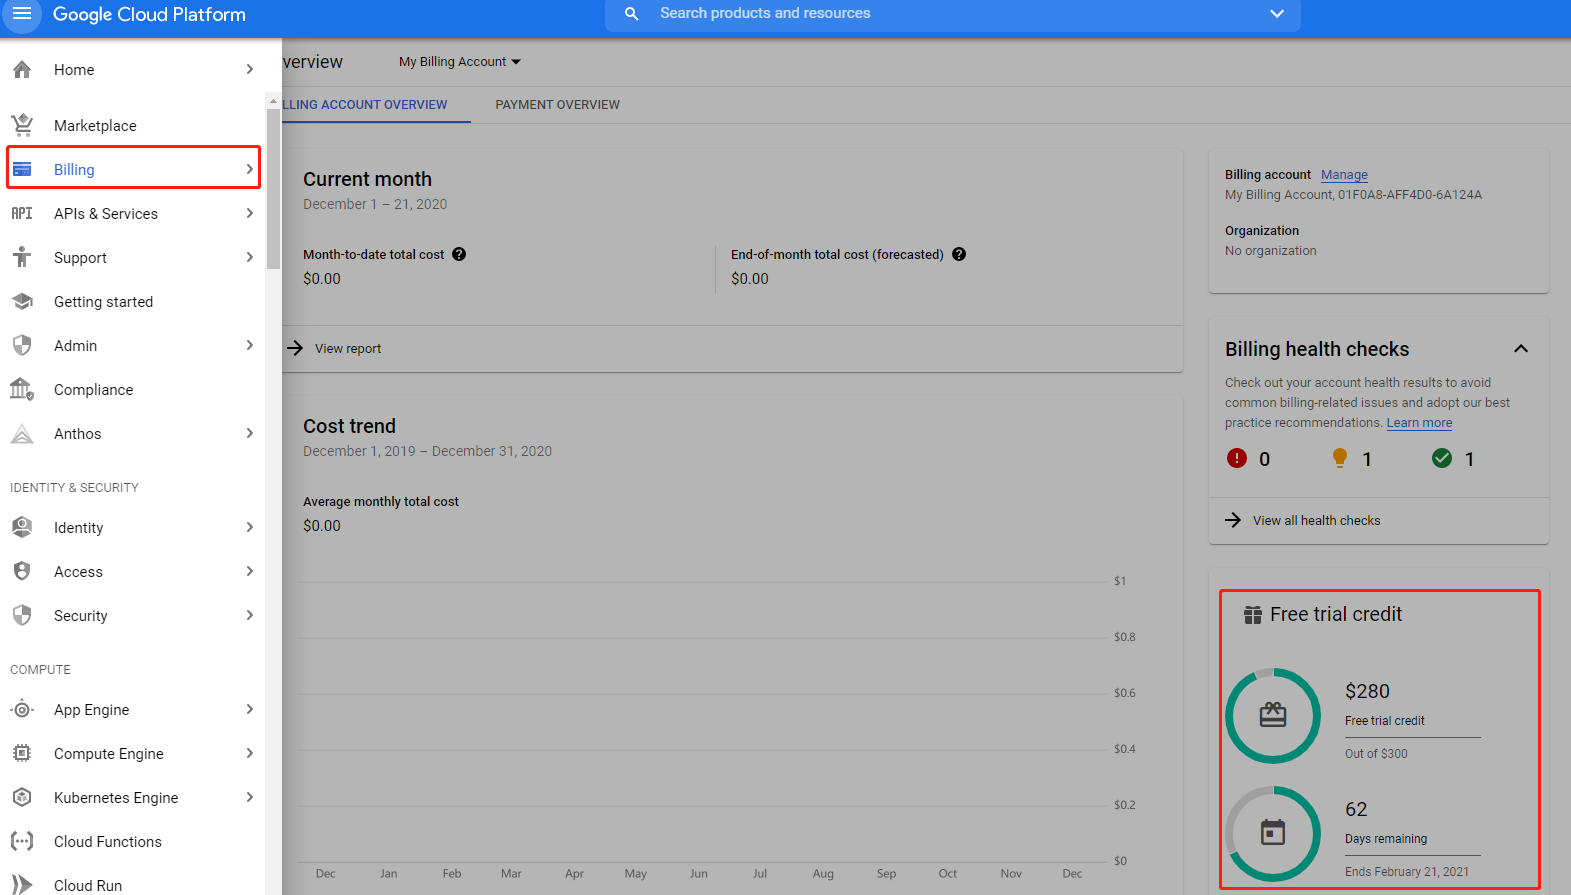 Google Cloud Platform
Search products and resources
Home
Marketplace
Billing
API
APIs & Services
Support
Getting started
Admin
Compliance
Anthos
IDENTITY & SECURITY
Identity
Access
Security
COMPUTE
App Engine
Compute Engine
Kubernetes Engine
Cloud Functions
Cloud Run
verview
My Billing Account
LLING ACCOUNT OVERVIEW
PAYMENT OVERVIEW
Current month
December 1 – 21, 2020
Month-to-date total cost ?
$0.00
End-of-month total cost (forecasted) ?
$0.00
View report
Cost trend
December 1, 2019 – December 31, 2020
Average monthly total cost
$0.00
$1
$0.8
$0.6
$0.4
$0.2
$0
Dec Jan Feb Mar Apr May Jun Jul Aug Sep Oct Nov Dec
Billing account Manage
My Billing Account, 01F0A8-AFF4D0-6A124A
Organization
No organization
Billing health checks
Check out your account health results to avoid
common billing-related issues and adopt our best
practice recommendations. Learn more
0 1 1
View all health checks
Free trial credit
$280
Free trial credit
Out of $300
62
Days remaining
Ends February 21, 2021